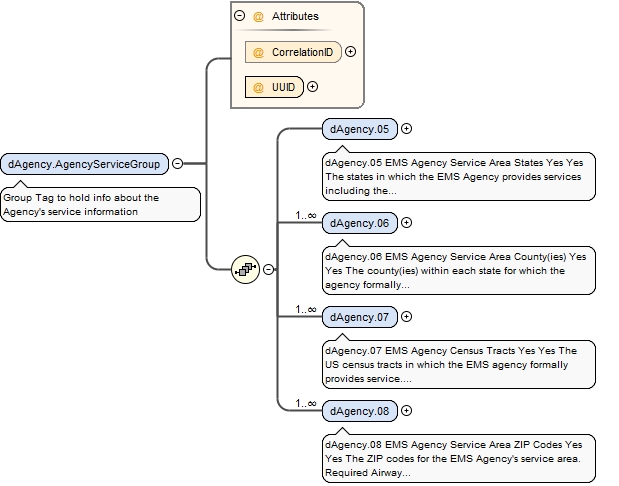 @ Attributes
@ CorrelationID
@ UUID
dAgency.AgencyServiceGroup
Group Tag to hold info about the
Agency's service information
dAgency.05
dAgency.05 EMS Agency Service Area States Yes Yes
The states in which the EMS Agency provides services
including the...
1..∞
dAgency.06
dAgency.06 EMS Agency Service Area County(ies) Yes
Yes The county(ies) within each state for which the
agency formally...
1..∞
dAgency.07
dAgency.07 EMS Agency Census Tracts Yes Yes The
US census tracts in which the EMS agency formally
provides service....
1..∞
dAgency.08
dAgency.08 EMS Agency Service Area ZIP Codes Yes
Yes The ZIP codes for the EMS Agency's service area.
Required Airway...